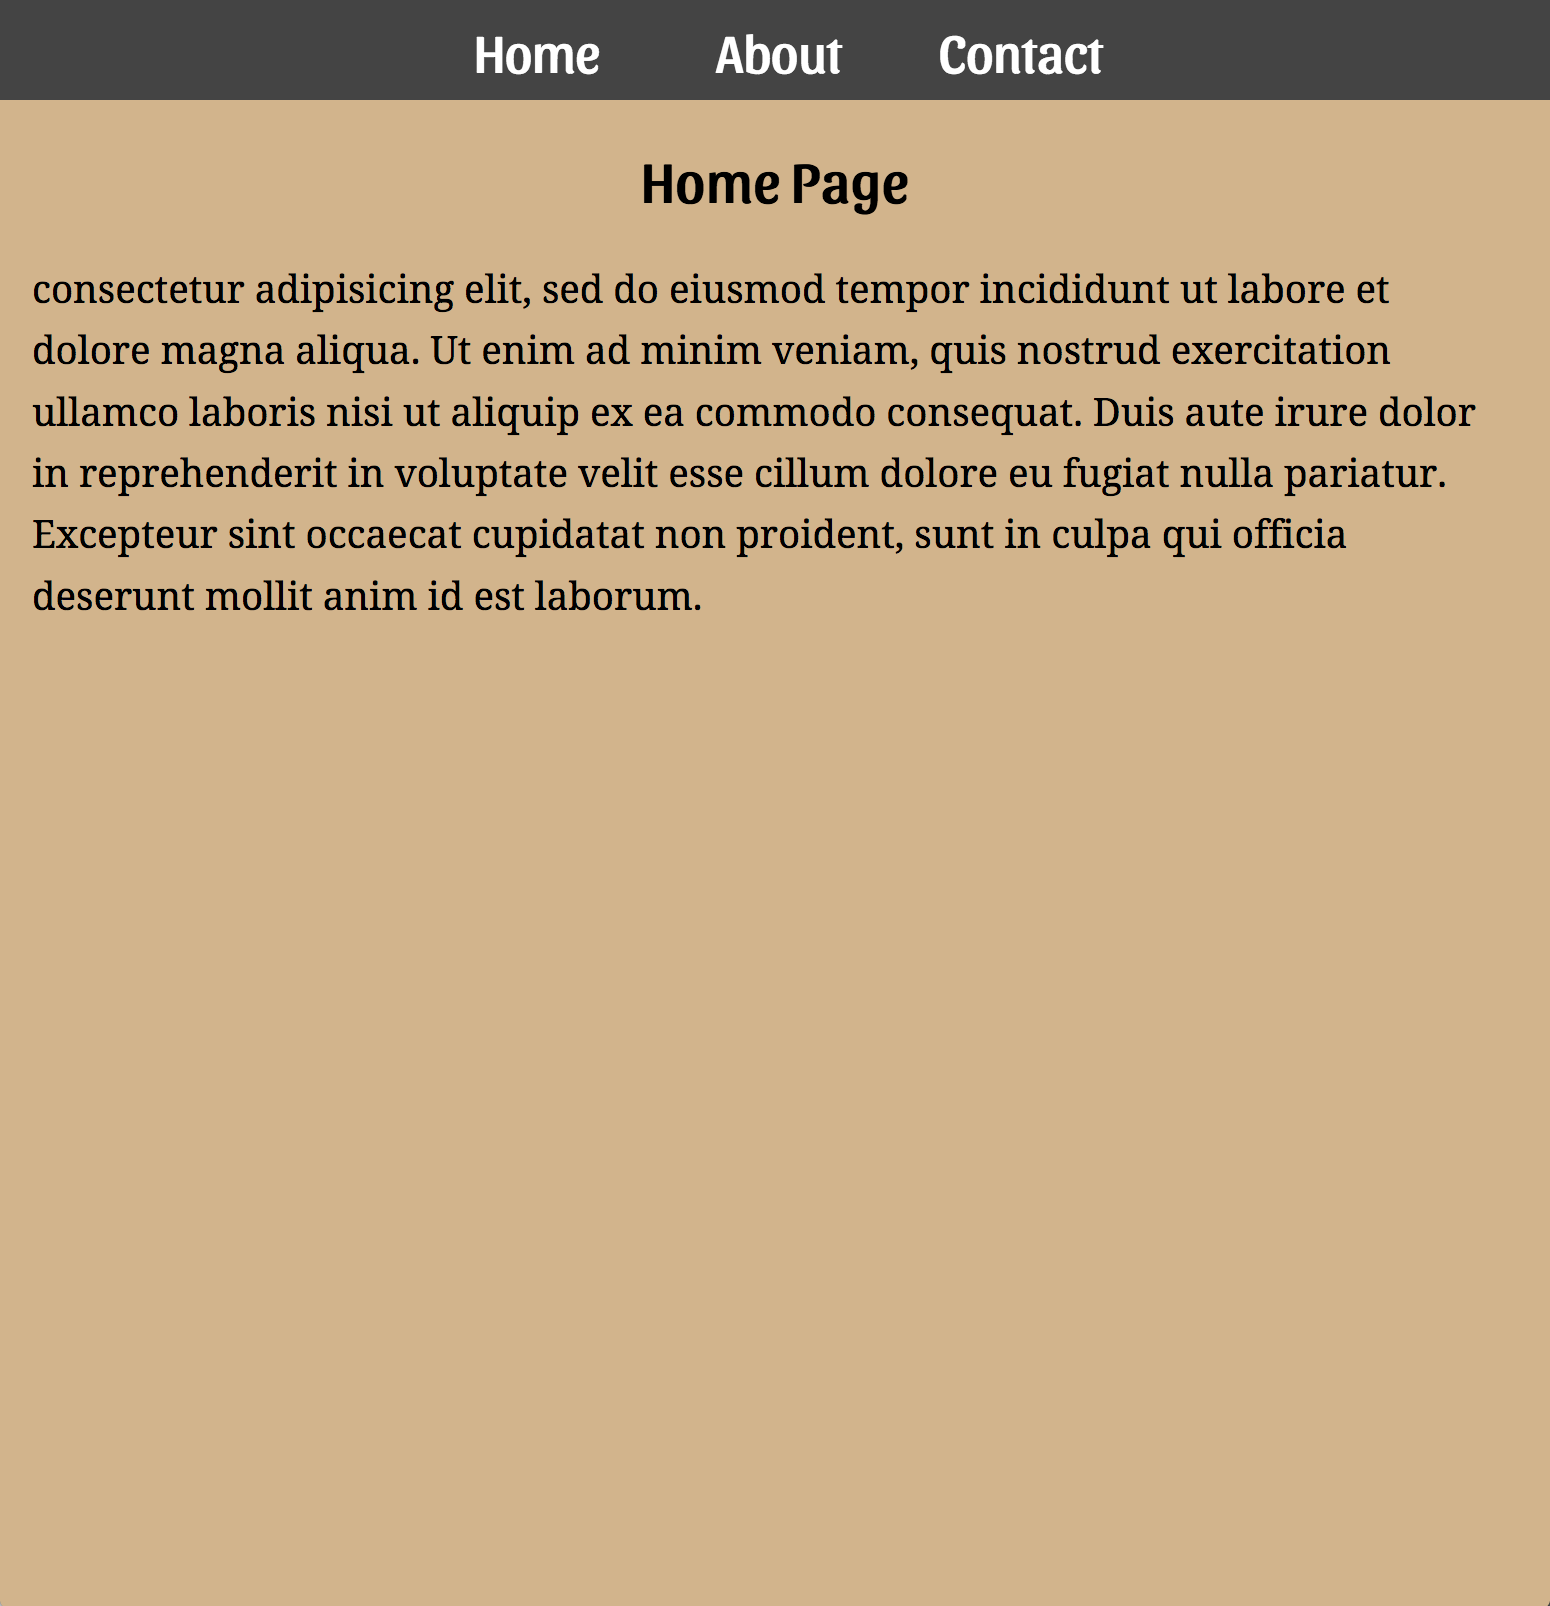 Home About Contact
Home Page
consectetur adipisicing elit, sed do eiusmod tempor incididunt ut labore et
dolore magna aliqua. Ut enim ad minim veniam, quis nostrud exercitation
ullamco laboris nisi ut aliquip ex ea commodo consequat. Duis aute irure dolor
in reprehenderit in voluptate velit esse cillum dolore eu fugiat nulla pariatur.
Excepteur sint occaecat cupidatat non proident, sunt in culpa qui officia
deserunt mollit anim id est laborum.